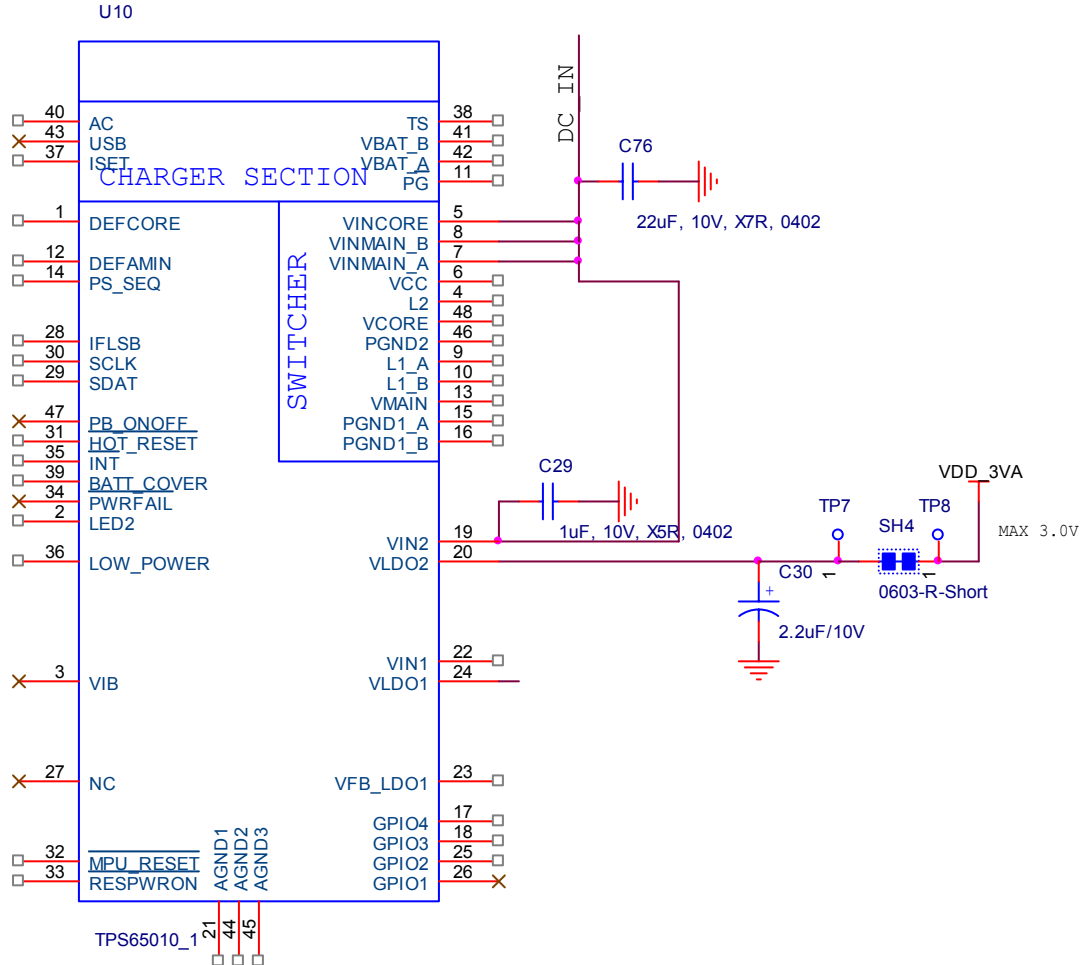 U10
40 AC
43 USB
37 ISET
CHARGER SECTION
TS 38
VBAT_B 41
VBAT_A 42
PG 11
1 DEFCORE
12 DEFAMIN
14 PS_SEQ
28 IFLSB
30 SCLK
29 SDAT
47 PB_ONOFF
31 HOT_RESET
35 INT
39 BATT_COVER
34 PWRFAIL
2 LED2
36 LOW_POWER
3 VIB
27 NC
32 MPU_RESET
33 RESPWRON
SWITCHER
VINCORE 5
VINMAIN_B 8
VINMAIN_A 7
VCC 6
L2 4
VCORE 48
PGND2 46
L1_A 9
L1_B 10
VMAIN 13
PGND1_A 15
PGND1_B 16
VIN2 19
VLDO2 20
VIN1 22
VLDO1 24
VFB_LDO1 23
GPIO4 17
GPIO3 18
GPIO2 25
GPIO1 26
AGND1 21
AGND2 44
AGND3 45
TPS65010_1
DC_IN
C76
22uF, 10V, X7R, 0402
C29
1uF, 10V, X5R, 0402
C30
+
2.2uF/10V
TP7
1
SH4
0603-R-Short
TP8
1
VDD_3VA
MAX 3.0V